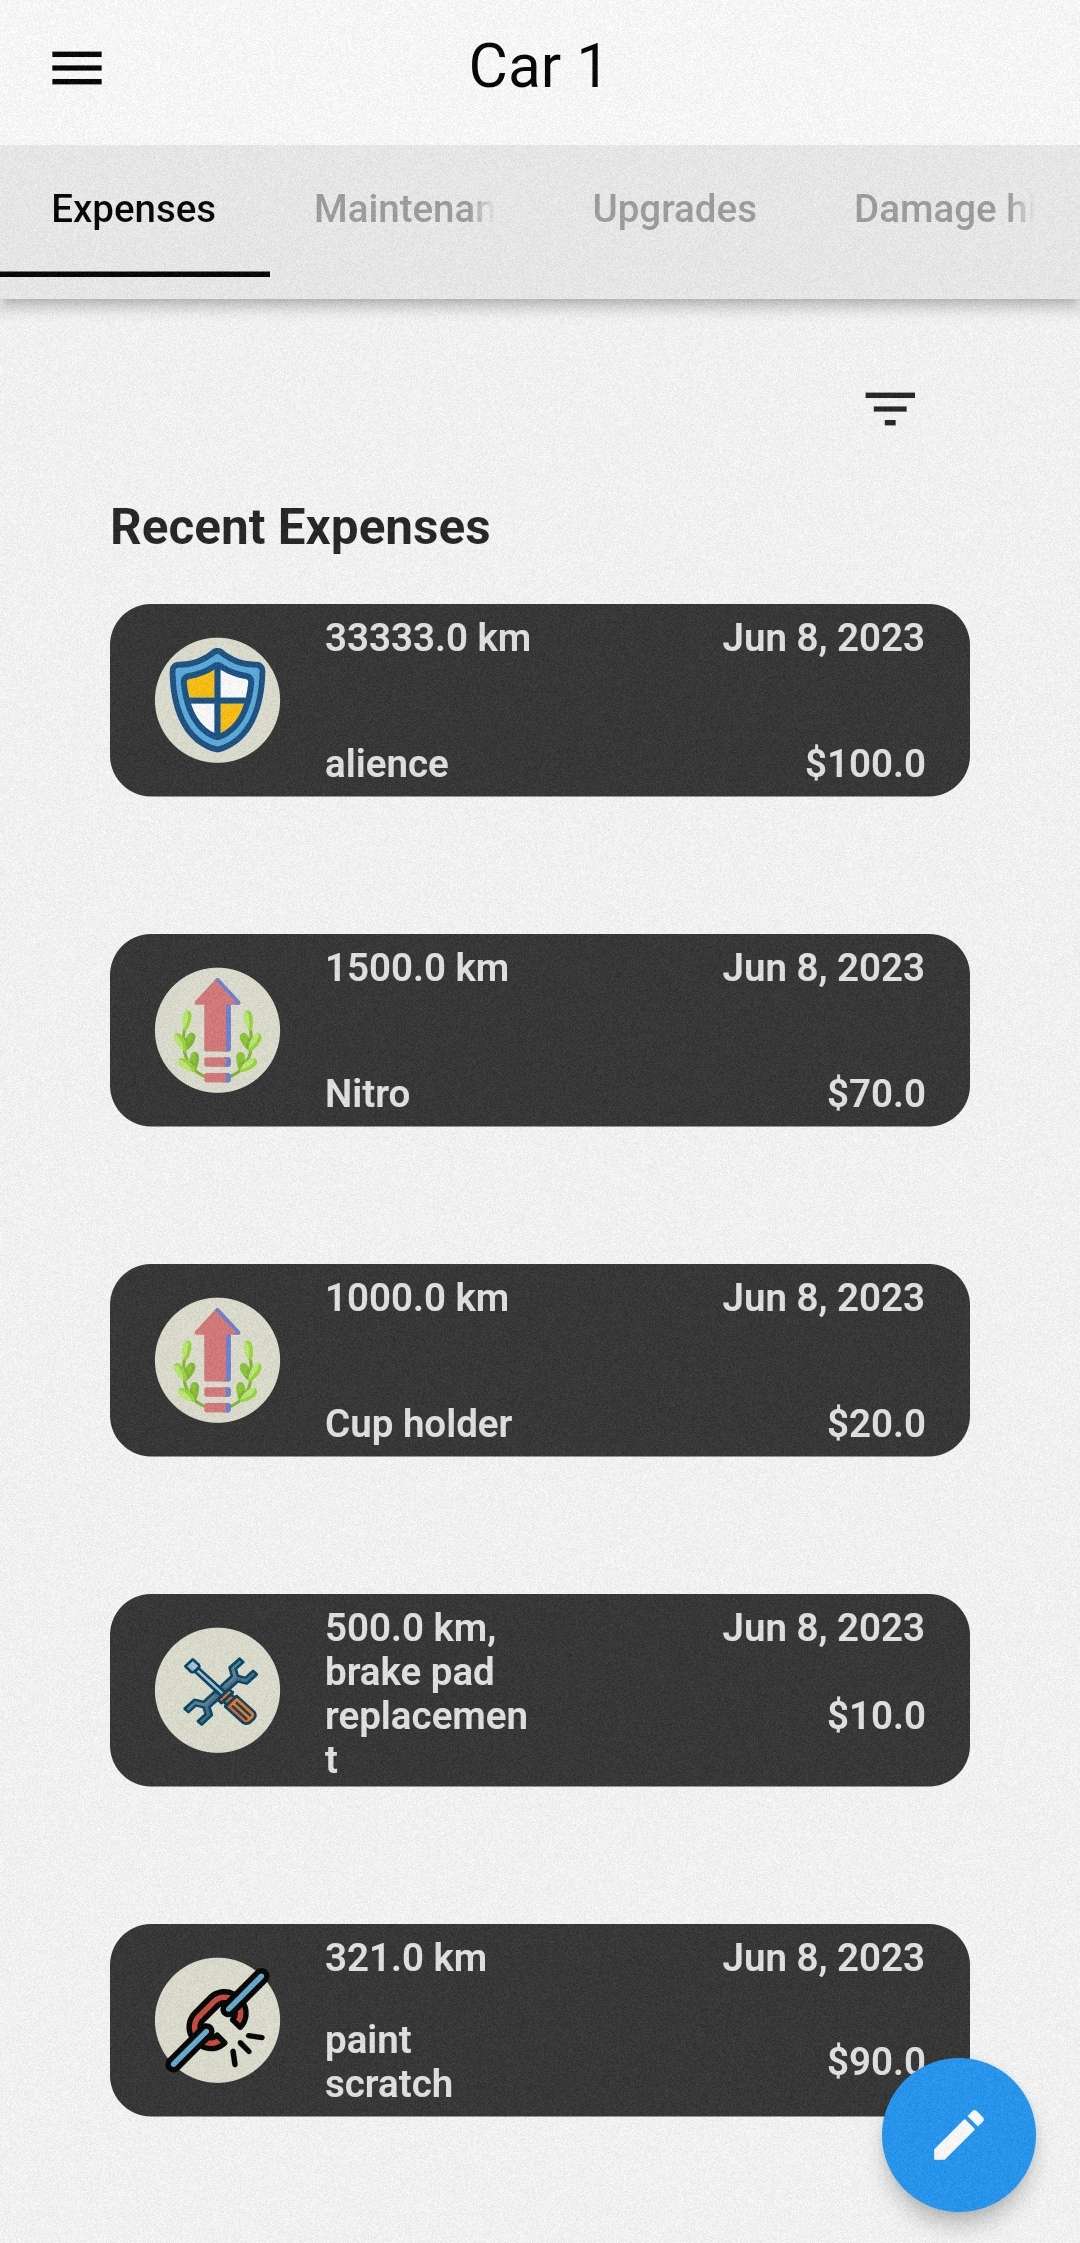 Car 1
Expenses Maintenan Upgrades Damage h
Recent Expenses
33333.0 km Jun 8, 2023
alience $100.0
1500.0 km Jun 8, 2023
Nitro $70.0
1000.0 km Jun 8, 2023
Cup holder $20.0
500.0 km, Jun 8, 2023
brake pad
replacemen $10.0
t
321.0 km Jun 8, 2023
paint
scratch $90.0